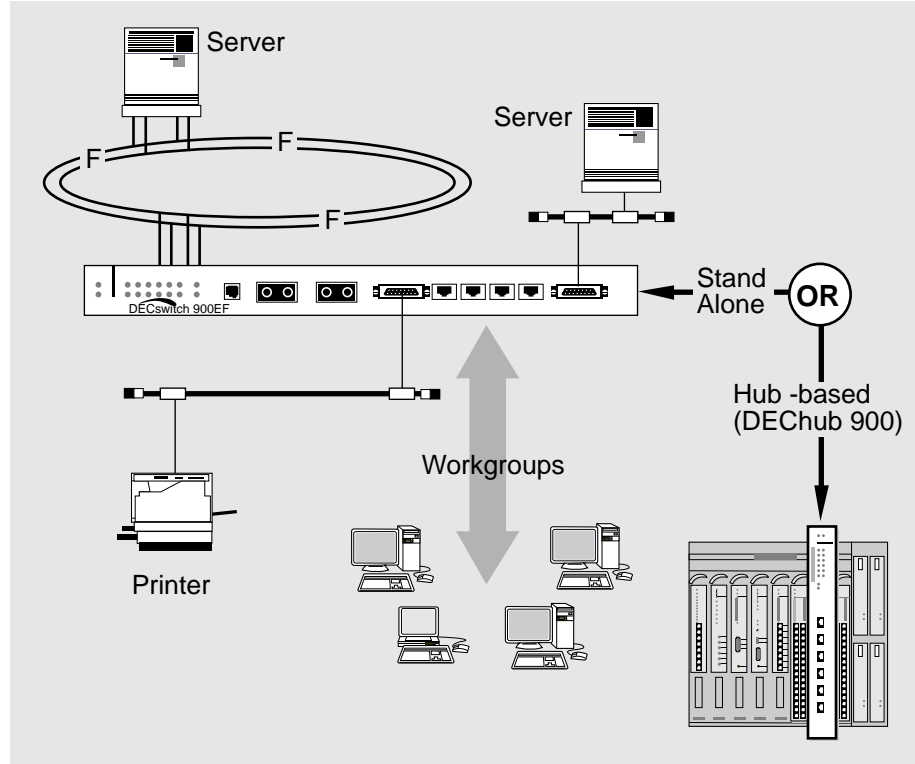 Server
Server
F
F
F
DECswitch 900EF
Stand
Alone
OR
Hub -based
(DEChub 900)
Workgroups
Printer